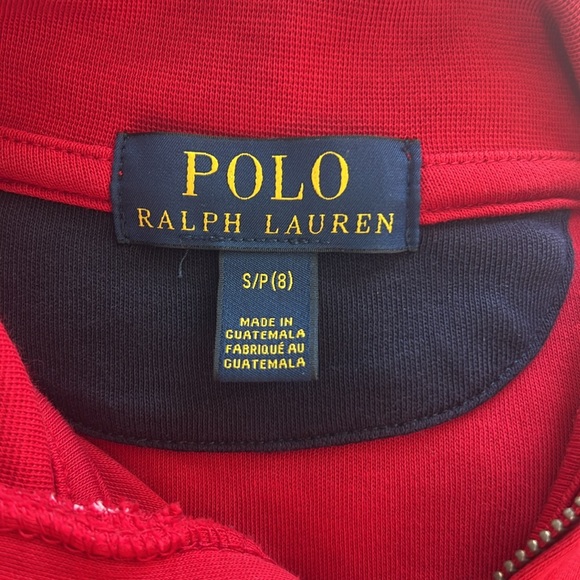 POLO
RALPH LAUREN
S/P (8)
MADE IN
GUATEMALA
FABRIQUÉ AU
GUATEMALA